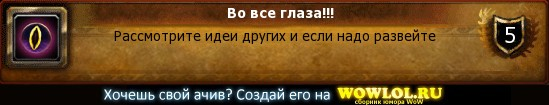 Во все глаза!!!
Рассмотрите идеи других и если надо развейте
5
Хочешь свой ачив? Создай его на WOWLOL.RU
сборник юмора WoW